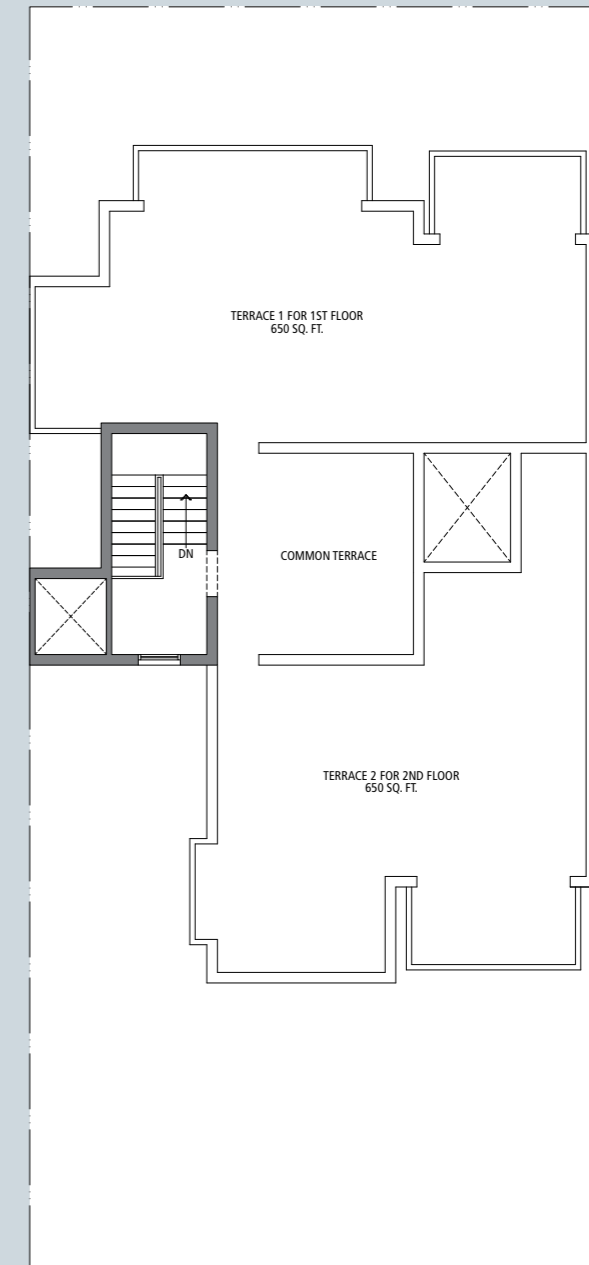 TERRACE 1 FOR 1ST FLOOR
650 SQ. FT.
DN
COMMON TERRACE
TERRACE 2 FOR 2ND FLOOR
650 SQ. FT.